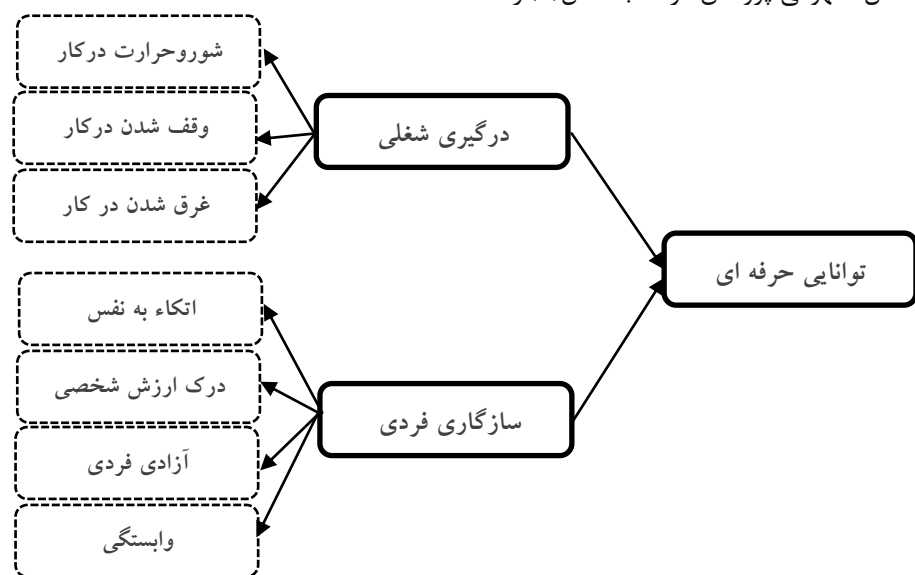 شوروحرارت درکار
وقف شدن درکار
درگیری شغلی
غرق شدن در کار
توانایی حرفه ای
اتکاء به نفس
درک ارزش شخصی
سازگاری فردی
آزادی فردی
وابستگی